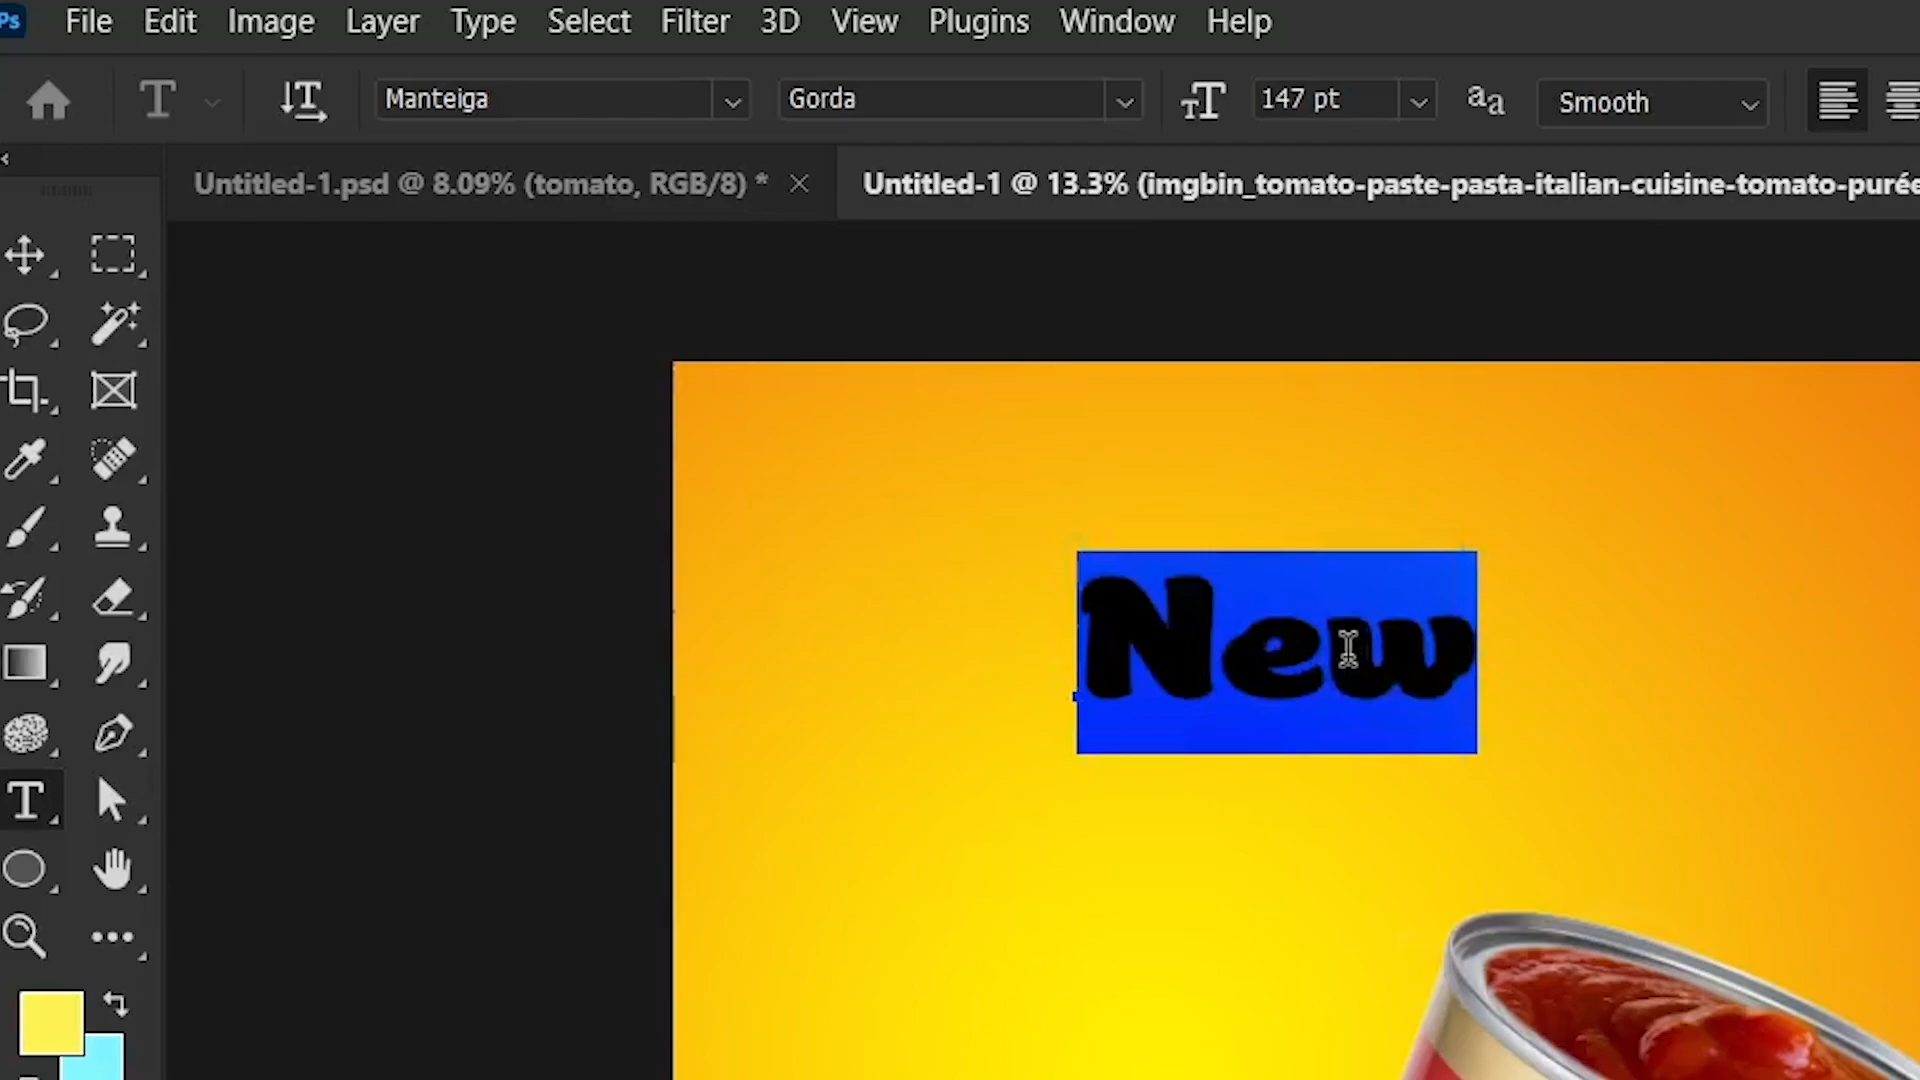 Ps File Edit Image Layer Type Select Filter 3D View Plugins Window Help
T T Manteiga Gorda TT 147 pt aa Smooth
Untitled-1.psd @ 8.09% (tomato, RGB/8) * Untitled-1 @ 13.3% (imgbin_tomato-paste-pasta-italian-cuisine-tomato-purée
New
T